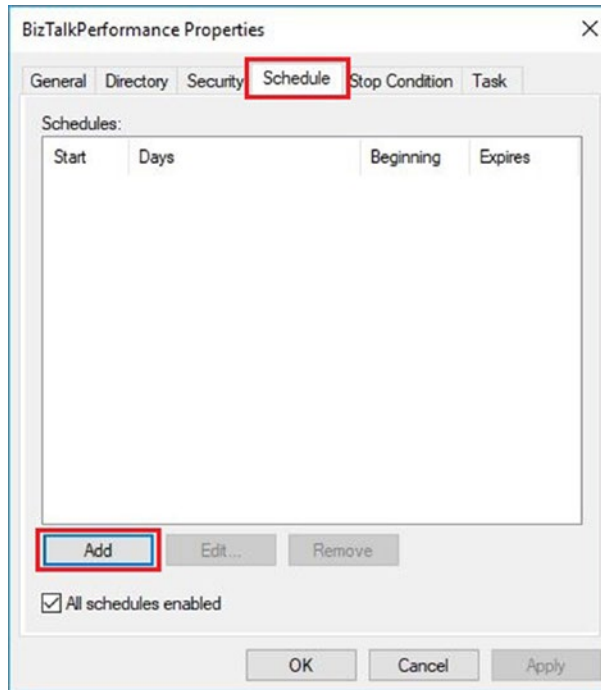 BizTalkPerformance Properties
General Directory Security Schedule Stop Condition Task
Schedules:
Start Days Beginning Expires
Add Edit... Remove
All schedules enabled
OK Cancel Apply